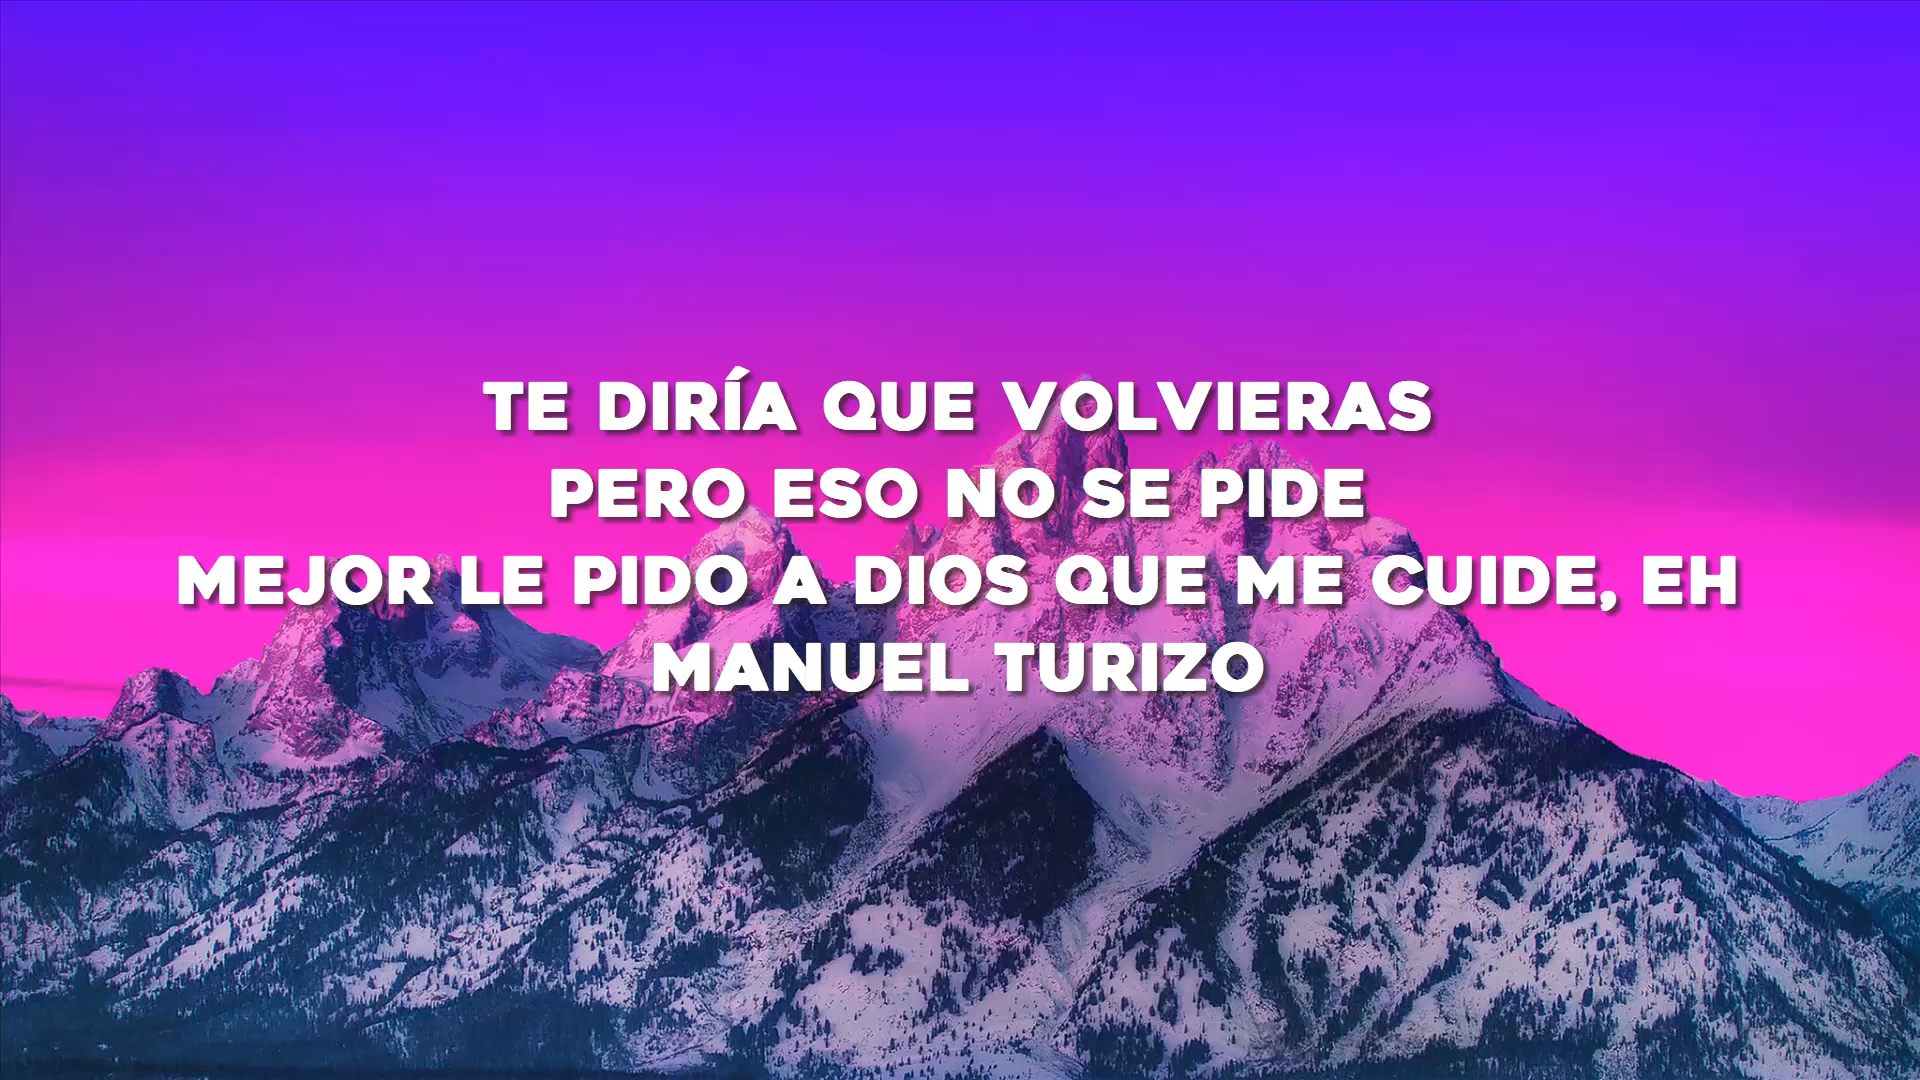 TE DIRÍA QUE VOLVIERAS
PERO ESO NO SE PIDE
MEJOR LE PIDO A DIOS QUE ME CUIDE, EH
MANUEL TURIZO